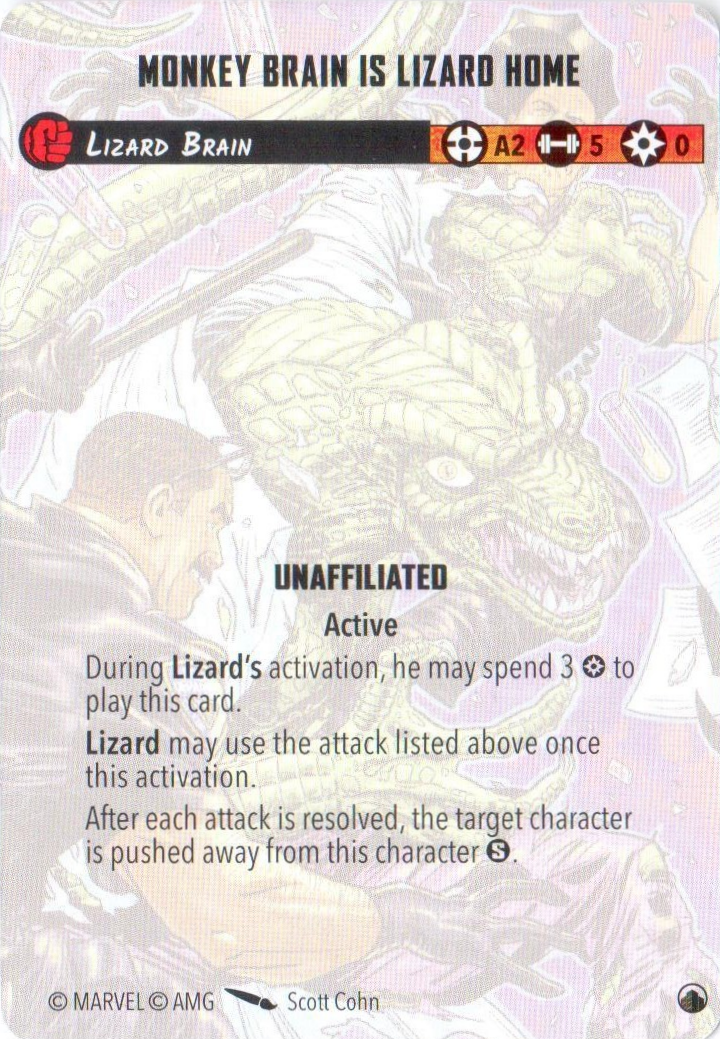 MONKEY BRAIN IS LIZARD HOME
LIZARD BRAIN A2 5 0
UNAFFILIATED
Active
During Lizard's activation, he may spend 3 to
play this card.
Lizard may use the attack listed above once
this activation.
After each attack is resolved, the target character
is pushed away from this character S.
© MARVEL © AMG Scott Cohn